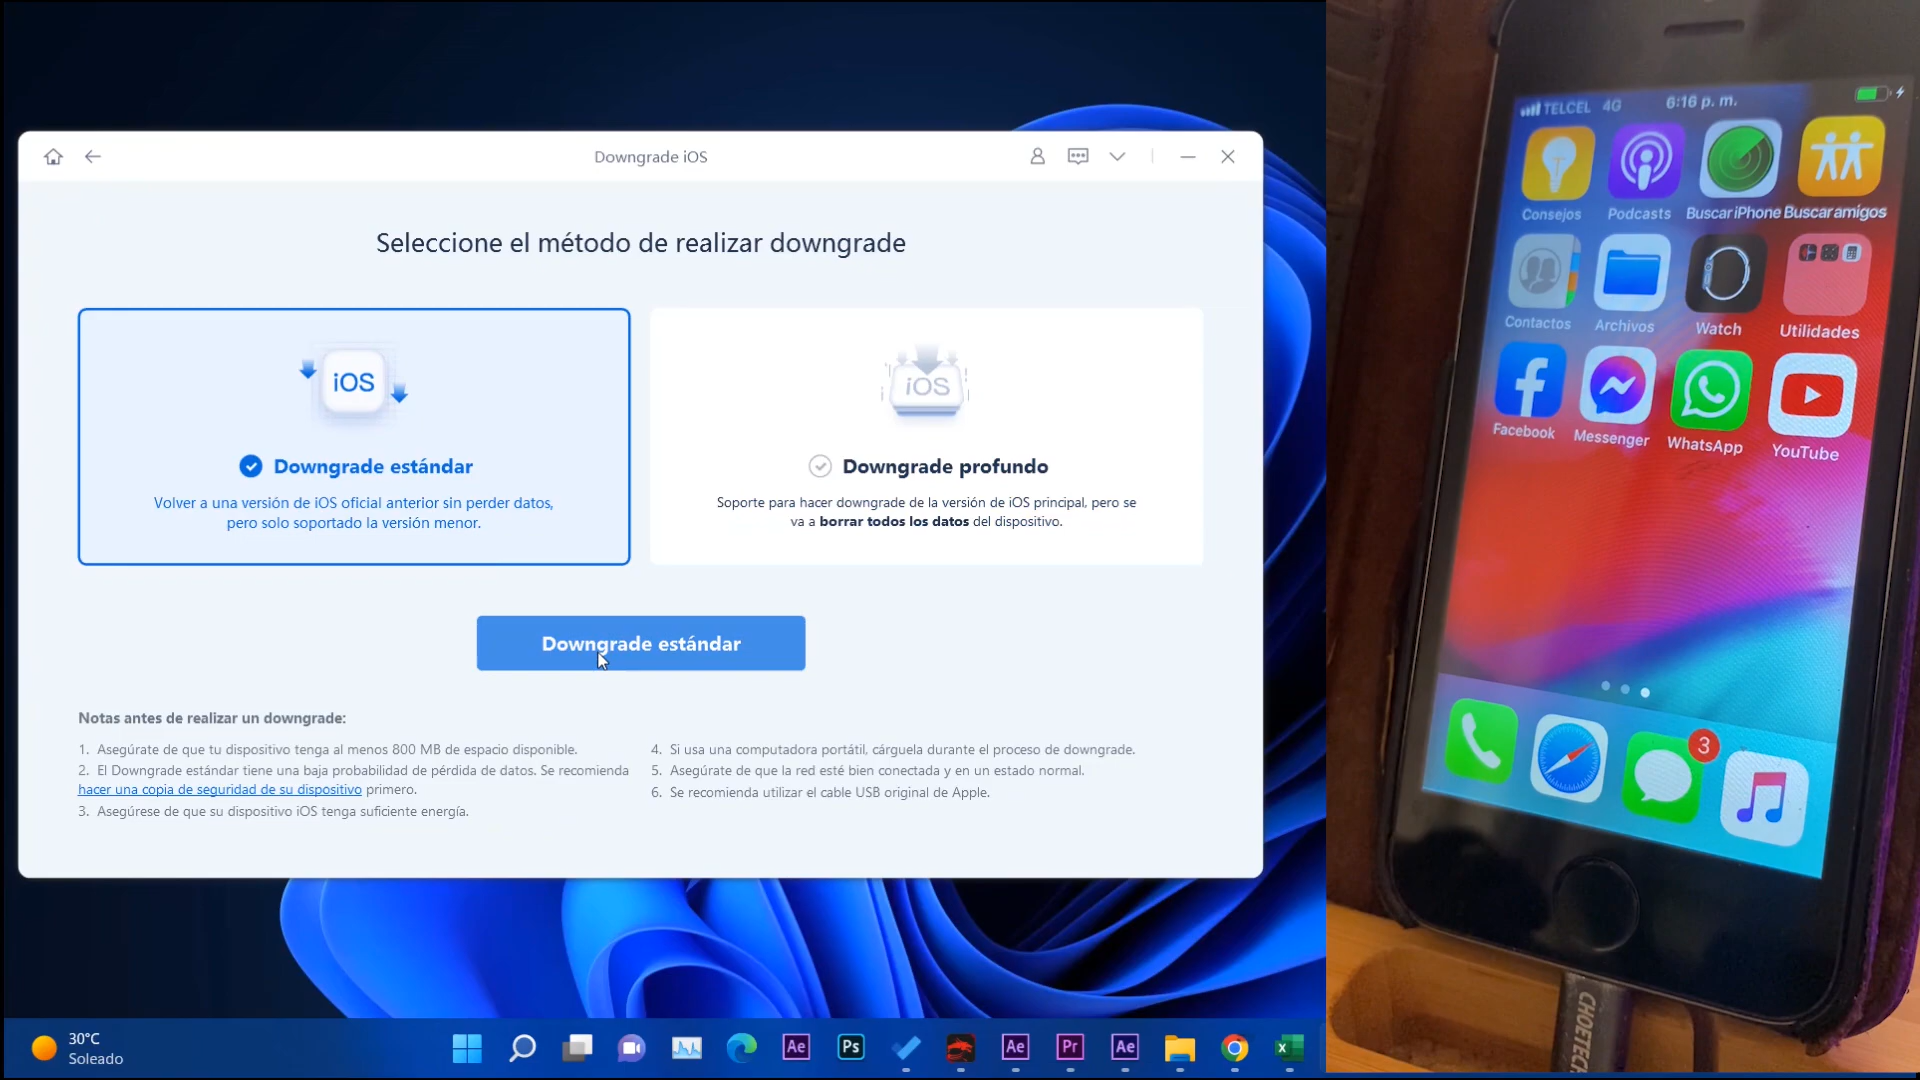 Downgrade iOS
Seleccione el método de realizar downgrade
iOS
Downgrade estándar
Volver a una versión de iOS oficial anterior sin perder datos,
pero solo soportado la versión menor.
iOS
Downgrade profundo
Soporte para hacer downgrade de la versión de iOS principal, pero se
va a borrar todos los datos del dispositivo.
Downgrade estándar
Notas antes de realizar un downgrade:
1. Asegúrate de que tu dispositivo tenga al menos 800 MB de espacio disponible.
2. El Downgrade estándar tiene una baja probabilidad de pérdida de datos. Se recomienda
hacer una copia de seguridad de su dispositivo primero.
3. Asegúrese de que su dispositivo iOS tenga suficiente energía.
4. Si usa una computadora portátil, cárguela durante el proceso de downgrade.
5. Asegúrate de que la red esté bien conectada y en un estado normal.
6. Se recomienda utilizar el cable USB original de Apple.
30°C
Soleado
Ae
Ps
Ae
Pr
Ae
TELCEL 4G 6:16 p. m.
Consejos Podcasts Buscar iPhone Buscar amigos
Contactos Archivos Watch Utilidades
Facebook Messenger WhatsApp YouTube
3
CHOETECH